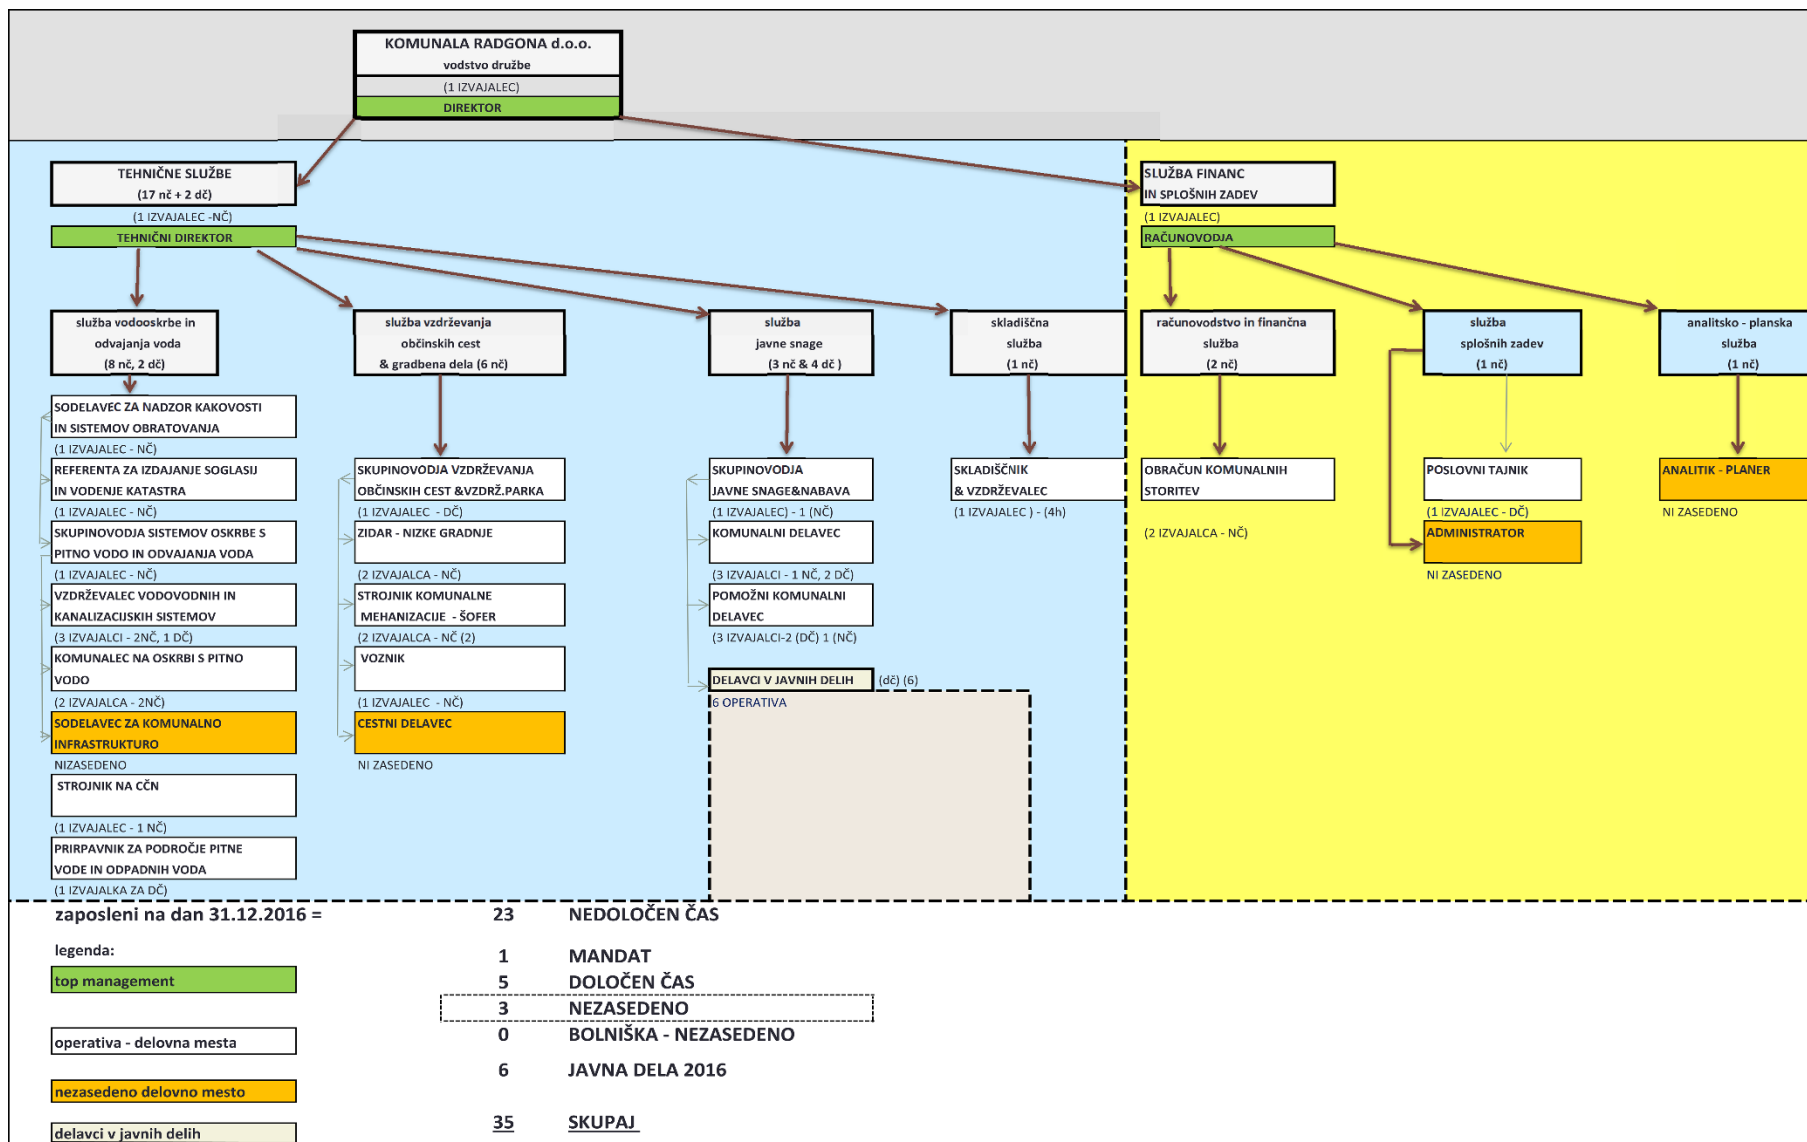 KOMUNALA RADGONA d.o.o.
vodstvo družbe
(1 IZVAJALEC)
DIREKTOR
TEHNIČNE SLUŽBE
(17 nč + 2 dč)
(1 IZVAJALEC -NČ)
TEHNIČNI DIREKTOR
SLUŽBA FINANC
IN SPLOŠNIH ZADEV
(1 IZVAJALEC)
RAČUNOVODJA
služba vodooskrbe in
odvajanja voda
(8 nč, 2 dč)
služba vzdrževanja
občinskih cest
& gradbena dela (6 nč)
služba
javne snage
(3 nč & 4 dč )
skladiščna
služba
(1 nč)
računovodstvo in finančna
služba
(2 nč)
služba
splošnih zadev
(1 nč)
analitsko - planska
služba
(1 nč)
SODELAVEC ZA NADZOR KAKOVOSTI
IN SISTEMOV OBRATOVANJA
(1 IZVAJALEC - NČ)
REFERENTA ZA IZDAJANJE SOGLASIJ
IN VODENJE KATASTRA
(1 IZVAJALEC - NČ)
SKUPINOVODJA SISTEMOV OSKRBE S
PITNO VODO IN ODVAJANJA VODA
(1 IZVAJALEC - NČ)
VZDRŽEVALEC VODOVODNIH IN
KANALIZACIJSKIH SISTEMOV
(3 IZVAJALCI - 2NČ, 1 DČ)
KOMUNALEC NA OSKRBI S PITNO
VODO
(2 IZVAJALCA - 2NČ)
SODELAVEC ZA KOMUNALNO
INFRASTRUKTURO
NIZASEDENO
STROJNIK NA CČN
(1 IZVAJALEC - 1 NČ)
PRIRPAVNIK ZA PODROČJE PITNE
VODE IN ODPADNIH VODA
(1 IZVAJALKA ZA DČ)
SKUPINOVODJA VZDRŽEVANJA
OBČINSKIH CEST &VZDRŽ.PARKA
(1 IZVAJALEC - DČ)
ZIDAR - NIZKE GRADNJE
(2 IZVAJALCA - NČ)
STROJNIK KOMUNALNE
MEHANIZACIJE - ŠOFER
(2 IZVAJALCA - NČ (2)
VOZNIK
(1 IZVAJALEC - NČ)
CESTNI DELAVEC
NI ZASEDENO
SKUPINOVODJA
JAVNE SNAGE&NABAVA
(1 IZVAJALEC) - 1 (NČ)
KOMUNALNI DELAVEC
(3 IZVAJALCI - 1 NČ, 2 DČ)
POMOŽNI KOMUNALNI
DELAVEC
(3 IZVAJALCI-2 (DČ) 1 (NČ)
DELAVCI V JAVNIH DELIH (dč) (6)
6 OPERATIVA
SKLADIŠČNIK
& VZDRŽEVALEC
(1 IZVAJALEC ) - (4h)
OBRAČUN KOMUNALNIH
STORITEV
(2 IZVAJALCA - NČ)
POSLOVNI TAJNIK
(1 IZVAJALEC - DČ)
ADMINISTRATOR
NI ZASEDENO
ANALITIK - PLANER
NI ZASEDENO
zaposleni na dan 31.12.2016 = 23 NEDOLOČEN ČAS
1 MANDAT
5 DOLOČEN ČAS
3 NEZASEDENO
0 BOLNIŠKA - NEZASEDENO
6 JAVNA DELA 2016
35 SKUPAJ
legenda:
top management
operativa - delovna mesta
nezasedeno delovno mesto
delavci v javnih delih